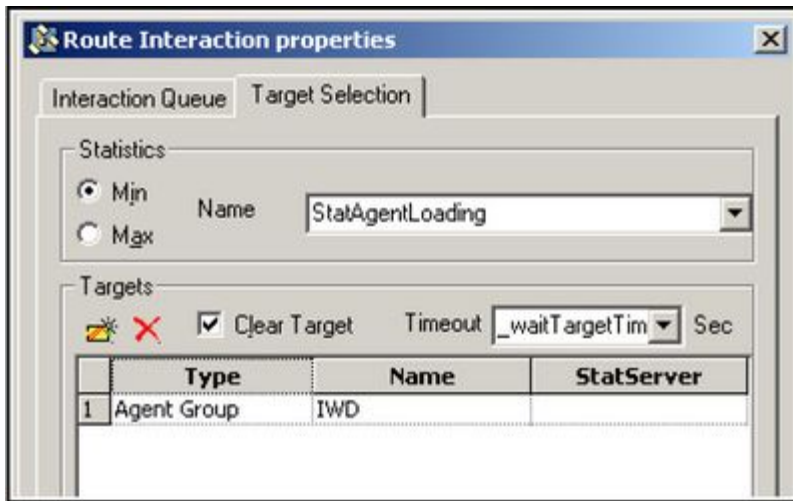 Route Interaction properties
Interaction Queue Target Selection
Statistics
Min
Name StatAgentLoading
Max
Targets
Clear Target Timeout _waitTargetTim Sec
Type Name StatServer
1 Agent Group IWD